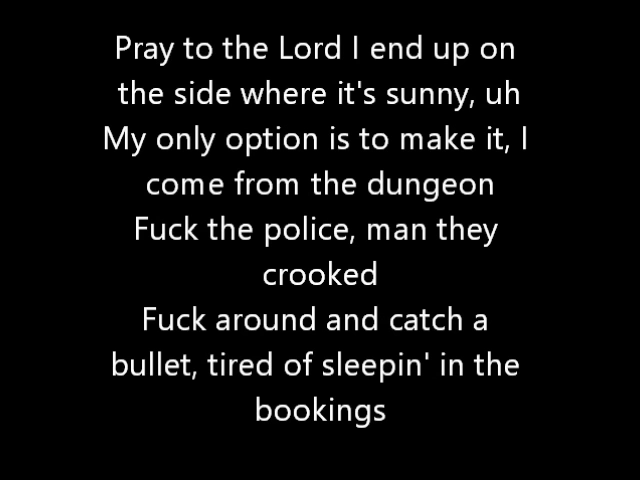 Pray to the Lord I end up on
the side where it's sunny, uh
My only option is to make it, I
come from the dungeon
Fuck the police, man they
crooked
Fuck around and catch a
bullet, tired of sleepin' in the
bookings